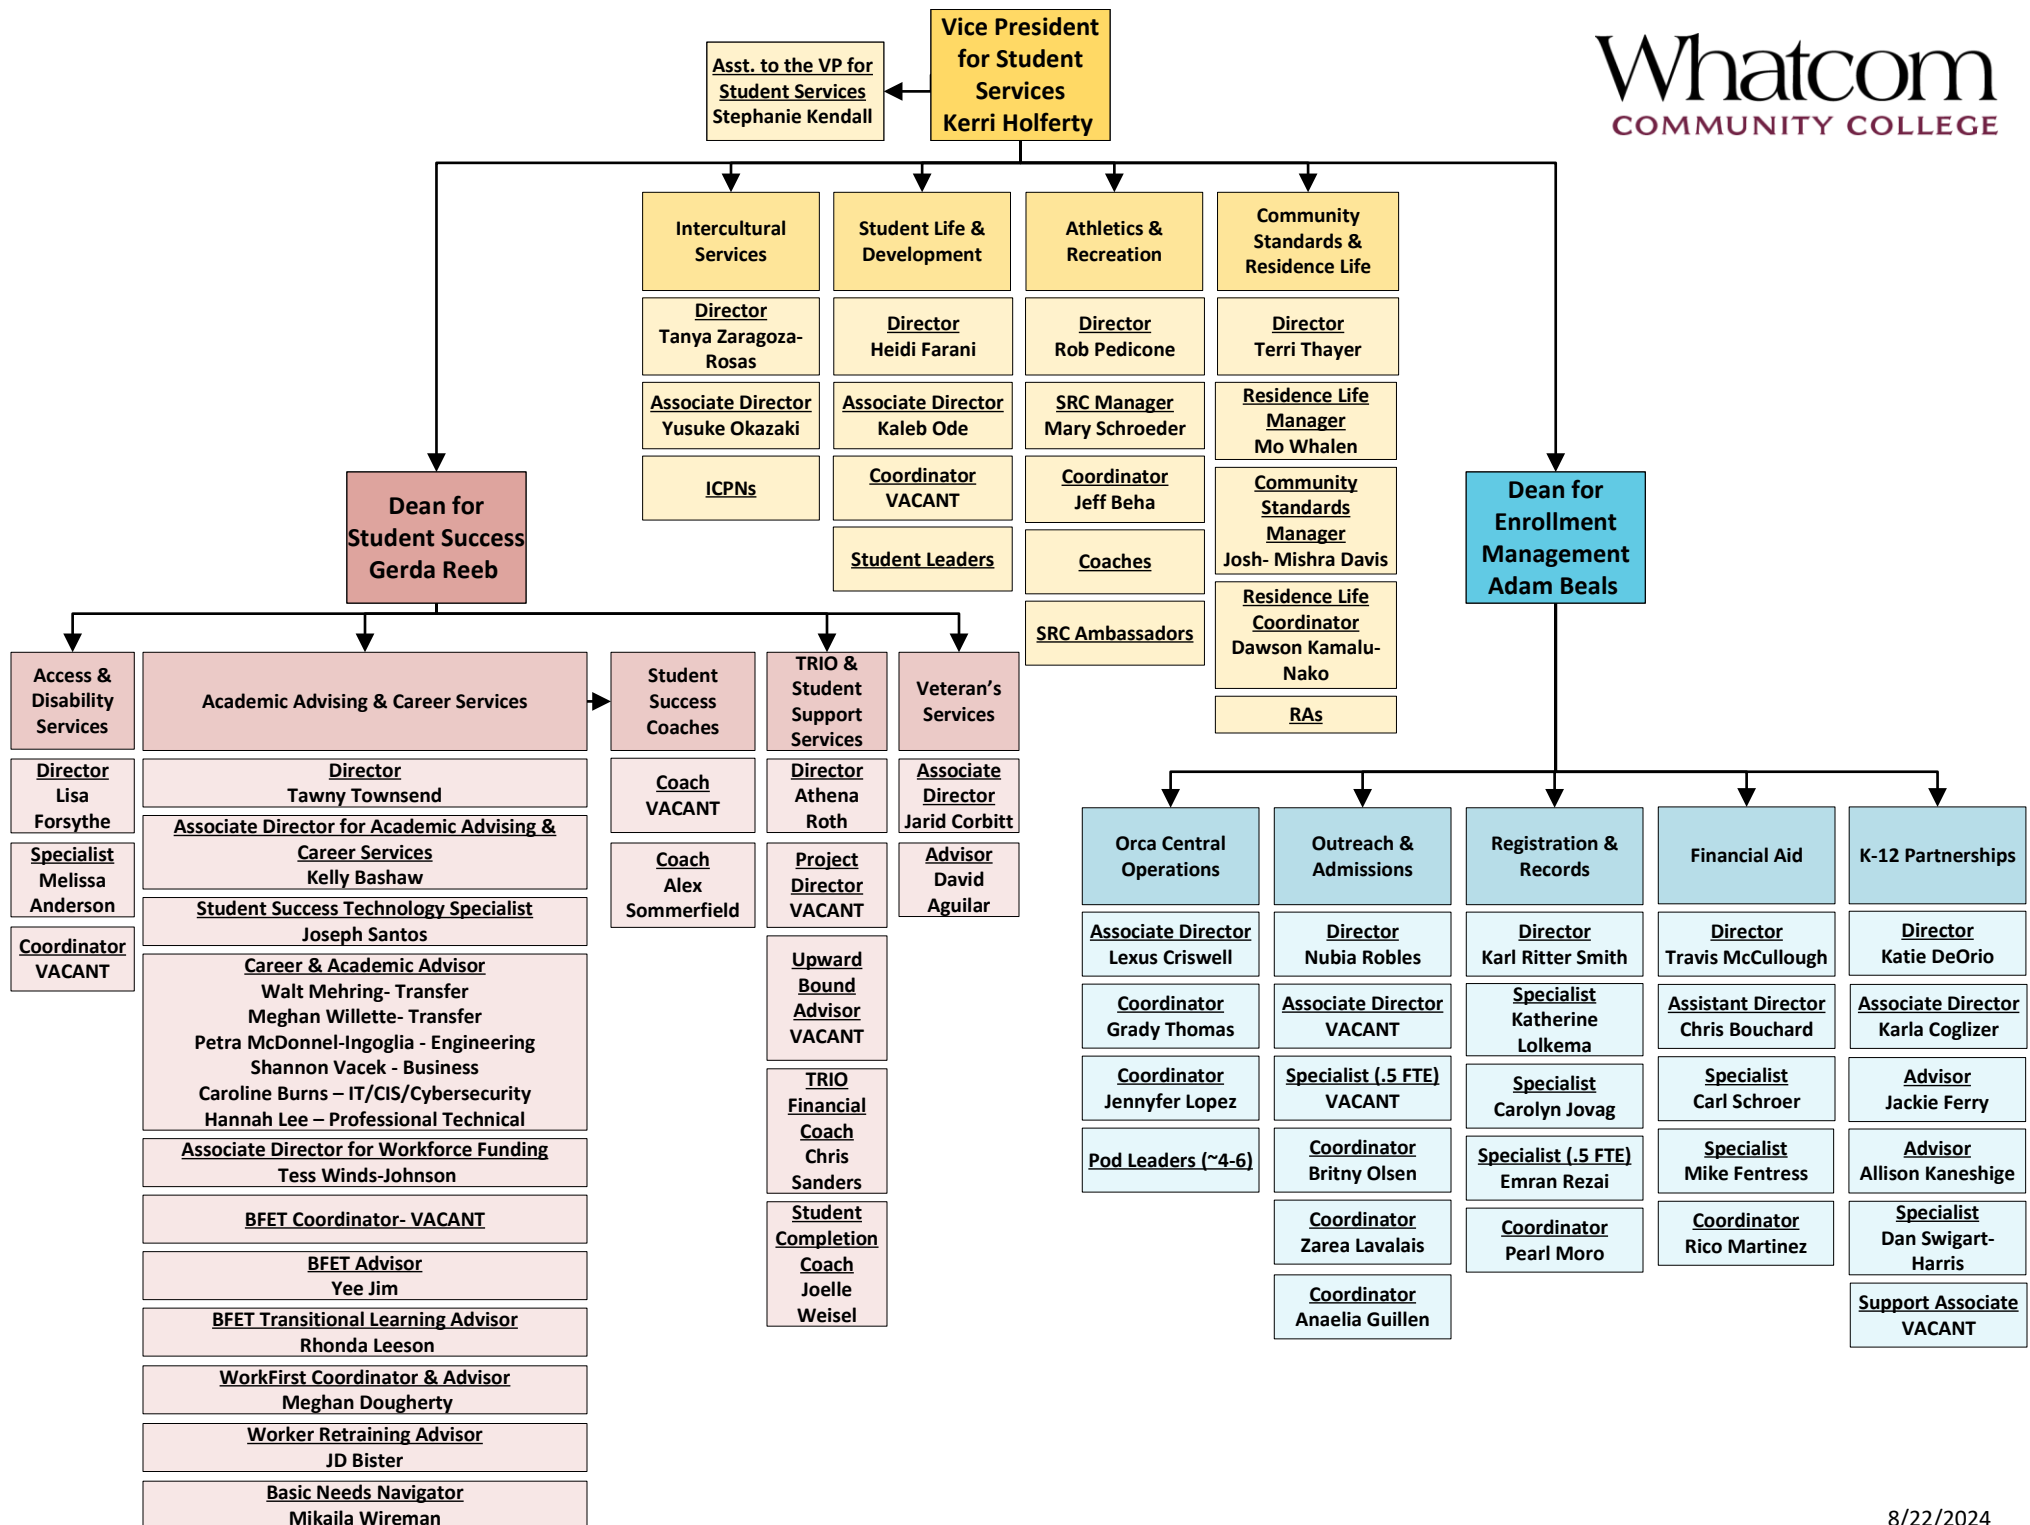 Vice President
for Student
Services
Kerri Holferty
Asst. to the VP for
Student Services
Stephanie Kendall
Whatcom
COMMUNITY COLLEGE
Intercultural
Services
Director
Tanya Zaragoza-
Rosas
Associate Director
Yusuke Okazaki
ICPNs
Student Life &
Development
Director
Heidi Farani
Associate Director
Kaleb Ode
Coordinator
VACANT
Student Leaders
Athletics &
Recreation
Director
Rob Pedicone
SRC Manager
Mary Schroeder
Coordinator
Jeff Beha
Coaches
SRC Ambassadors
Community
Standards &
Residence Life
Director
Terri Thayer
Residence Life
Manager
Mo Whalen
Community
Standards
Manager
Josh- Mishra Davis
Residence Life
Coordinator
Dawson Kamalu-
Nako
RAs
Dean for
Student Success
Gerda Reeb
Access &
Disability
Services
Director
Lisa
Forsythe
Specialist
Melissa
Anderson
Coordinator
VACANT
Academic Advising & Career Services
Director
Tawny Townsend
Associate Director for Academic Advising &
Career Services
Kelly Bashaw
Student Success Technology Specialist
Joseph Santos
Career & Academic Advisor
Walt Mehring- Transfer
Meghan Willette- Transfer
Petra McDonnel-Ingoglia - Engineering
Shannon Vacek - Business
Caroline Burns – IT/CIS/Cybersecurity
Hannah Lee – Professional Technical
Associate Director for Workforce Funding
Tess Winds-Johnson
BFET Coordinator- VACANT
BFET Advisor
Yee Jim
BFET Transitional Learning Advisor
Rhonda Leeson
WorkFirst Coordinator & Advisor
Meghan Dougherty
Worker Retraining Advisor
JD Bister
Basic Needs Navigator
Mikaila Wireman
Student
Success
Coaches
Coach
VACANT
Coach
Alex
Sommerfield
TRIO &
Student
Support
Services
Director
Athena
Roth
Project
Director
VACANT
Upward
Bound
Advisor
VACANT
TRIO
Financial
Coach
Chris
Sanders
Student
Completion
Coach
Joelle
Weisel
Veteran's
Services
Associate
Director
Jarid Corbitt
Advisor
David
Aguilar
Dean for
Enrollment
Management
Adam Beals
Orca Central
Operations
Associate Director
Lexus Criswell
Coordinator
Grady Thomas
Coordinator
Jennyfer Lopez
Pod Leaders (~4-6)
Outreach &
Admissions
Director
Nubia Robles
Associate Director
VACANT
Specialist (.5 FTE)
VACANT
Coordinator
Britny Olsen
Coordinator
Zarea Lavalais
Coordinator
Anaelia Guillen
Registration &
Records
Director
Karl Ritter Smith
Specialist
Katherine
Lolkema
Specialist
Carolyn Jovag
Specialist (.5 FTE)
Emran Rezai
Coordinator
Pearl Moro
Financial Aid
Director
Travis McCullough
Assistant Director
Chris Bouchard
Specialist
Carl Schroer
Specialist
Mike Fentress
Coordinator
Rico Martinez
K-12 Partnerships
Director
Katie DeOrio
Associate Director
Karla Coglizer
Advisor
Jackie Ferry
Advisor
Allison Kaneshige
Specialist
Dan Swigart-
Harris
Support Associate
VACANT
8/22/2024